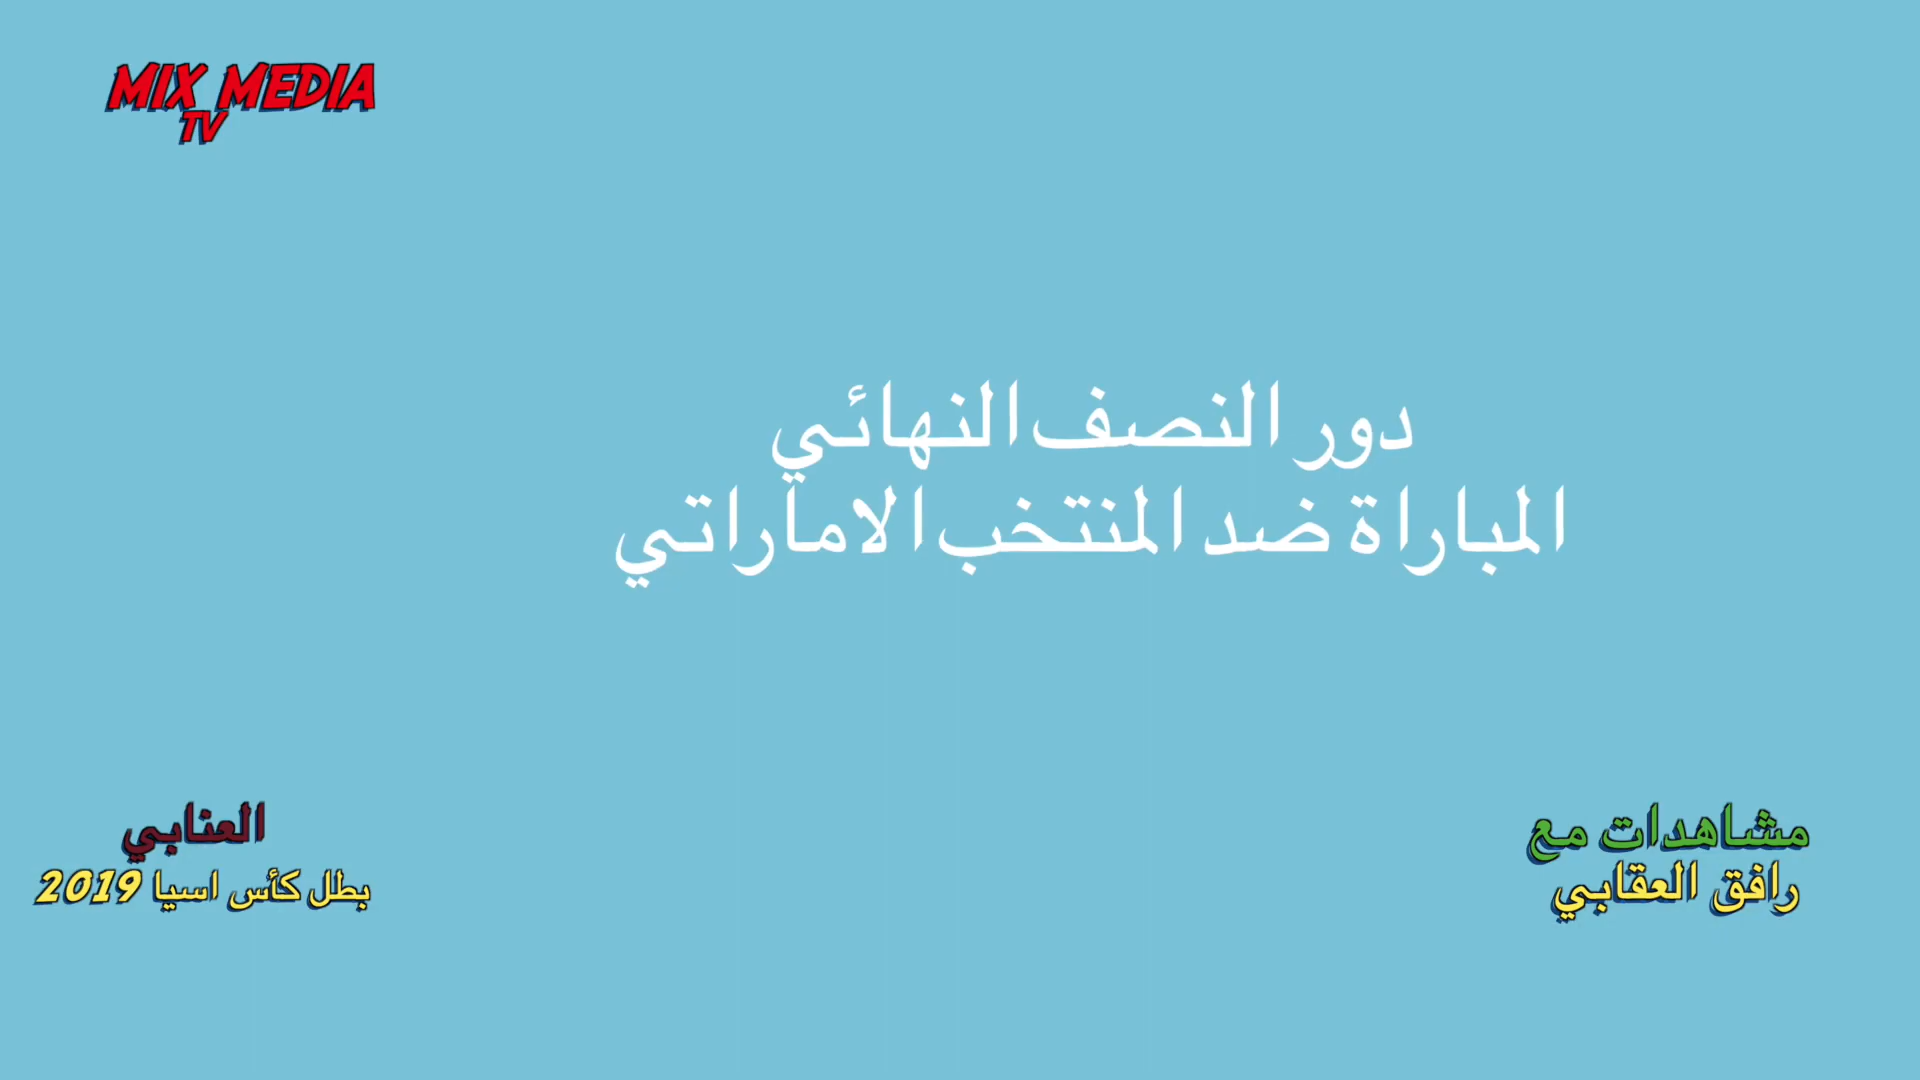 MIX MEDIA
TV
دور النصف النهائي
المباراة ضد المنتخب الاماراتي
العنابي
بطل كأس اسيا 2019
مشاهدات مع
رافق العقابي